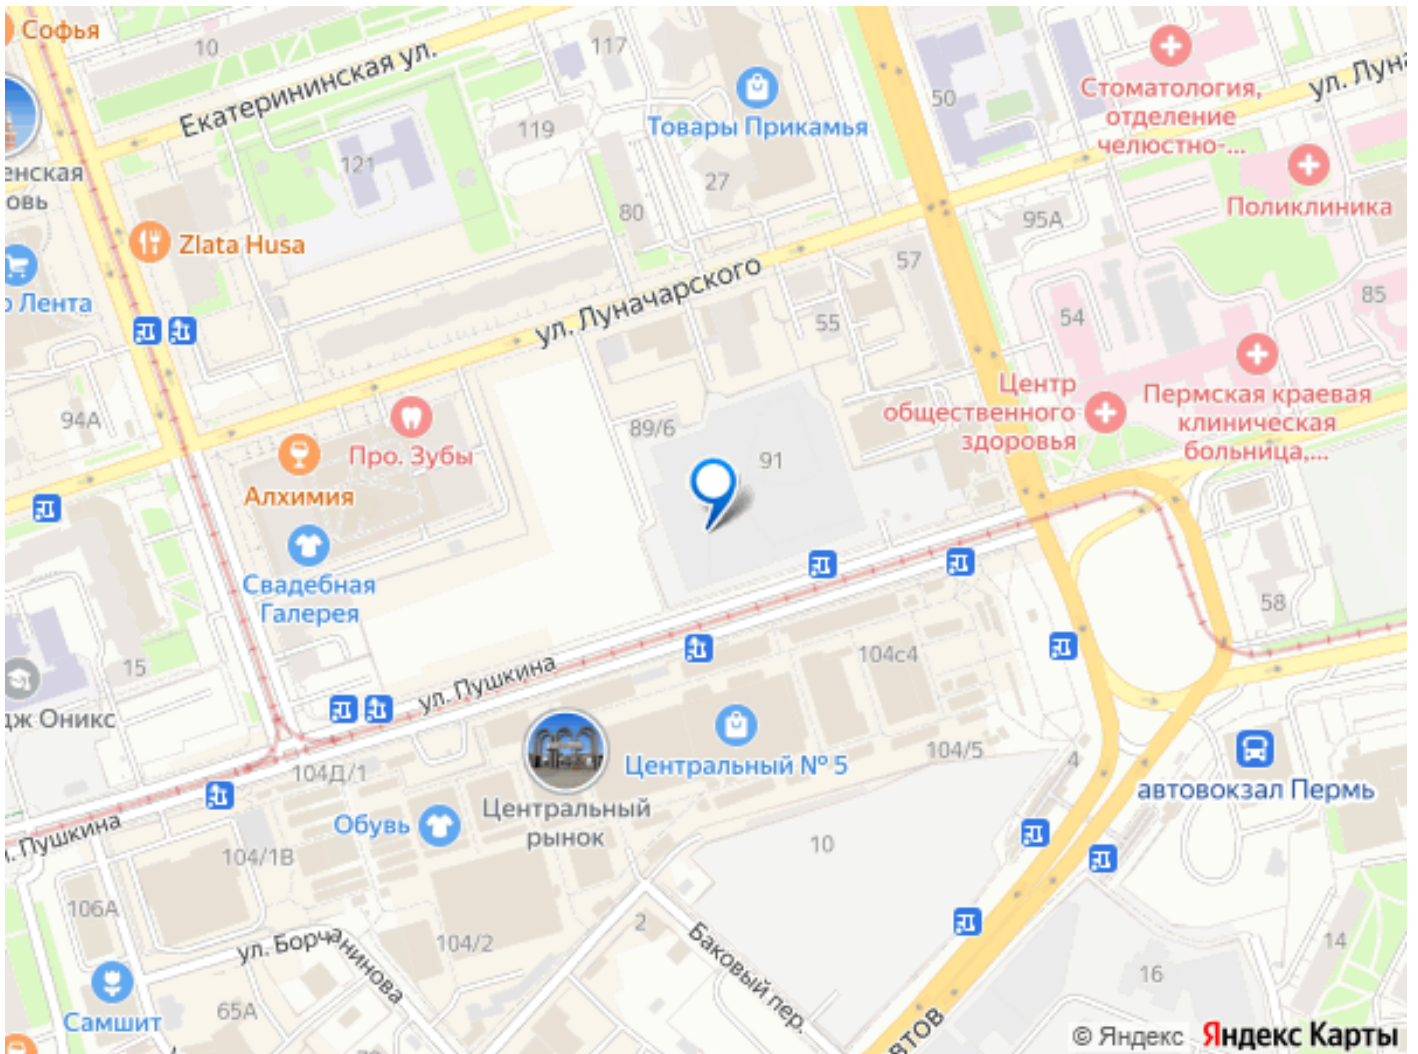 Софья
10
117
Екатерининская ул.
50
Стоматология,
отделение
челюстно-...
ул. Луна
Товары Прикамья
119
121
27
енская
овь
80
95А
Поликлиника
Zlata Husa
57
ул. Луначарского
о Лента
55
54
85
94А
89/6
91
Центр
общественного
здоровья
Пермская краевая
клиническая
больница,...
Про. Зубы
Алхимия
Свадебная
Галерея
58
15
104с4
ул. Пушкина
дж Оникс
104Д/1
Центральный № 5
104/5
4
автовокзал Пермь
Центральный
рынок
Обувь
л. Пушкина
104/1В
10
106А
2
104/2
ул. Борчанинова
Баковый пер.
14
16
65А
Самшит
втов
© Яндекс Яндекс Карты